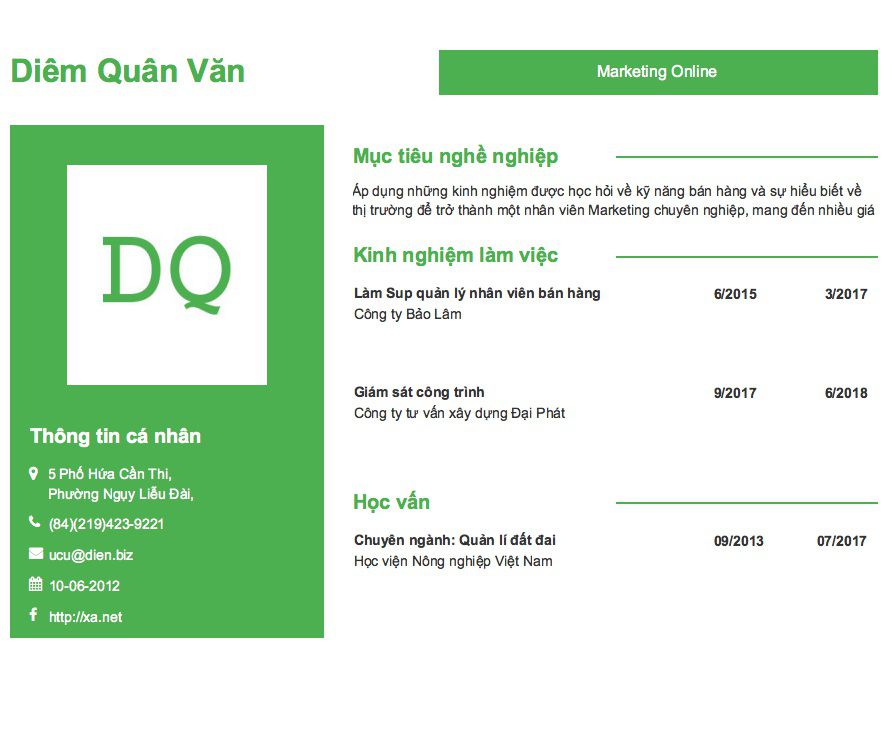 Diêm Quân Văn
Marketing Online
DQ
Thông tin cá nhân
5 Phố Hứa Cần Thi,
Phường Ngụy Liễu Đài,
(84)(219)423-9221
ucu@dien.biz
10-06-2012
http://xa.net
Mục tiêu nghề nghiệp
Áp dụng những kinh nghiệm được học hỏi về kỹ năng bán hàng và sự hiểu biết về
thị trường để trở thành một nhân viên Marketing chuyên nghiệp, mang đến nhiều giá
Kinh nghiệm làm việc
Làm Sup quản lý nhân viên bán hàng 6/2015 3/2017
Công ty Bảo Lâm
Giám sát công trình 9/2017 6/2018
Công ty tư vấn xây dựng Đại Phát
Học vấn
Chuyên ngành: Quản lí đất đai 09/2013 07/2017
Học viện Nông nghiệp Việt Nam